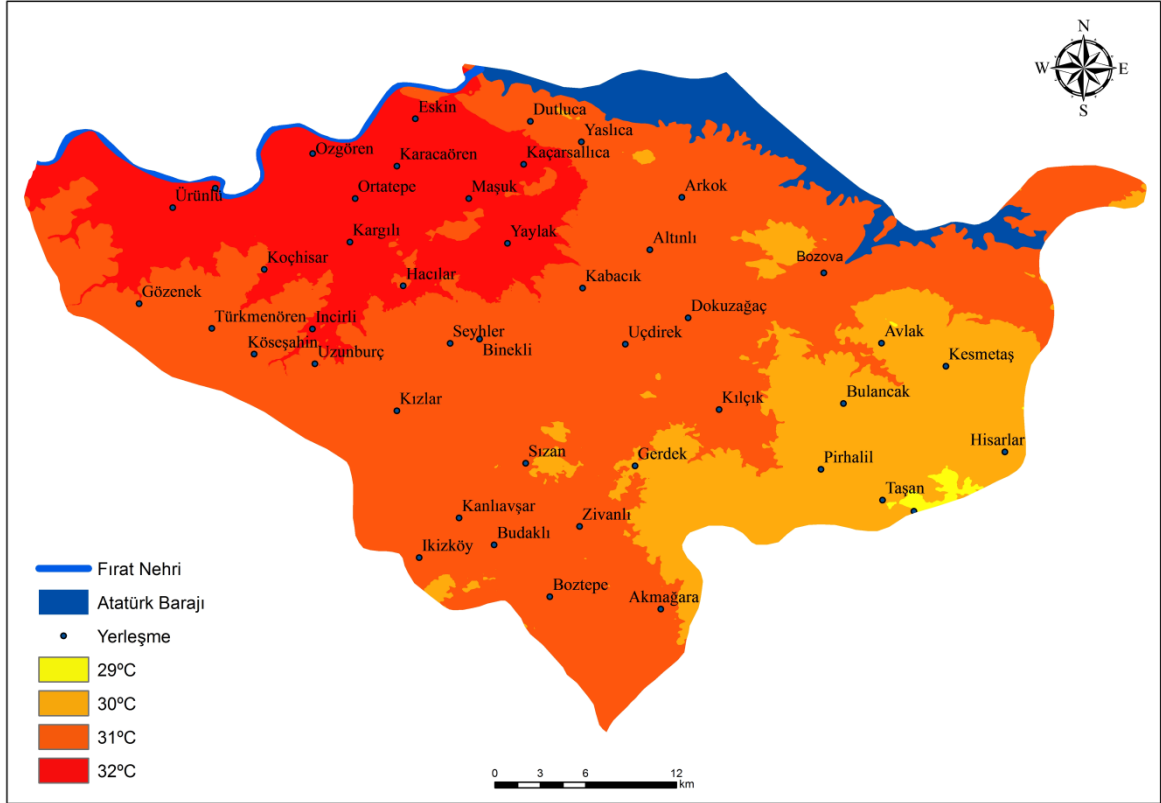 N
W E
S
Eskin
Dutluca
Yaslıca
Özgören
Karacaören
Kaçarsallıca
Ürünlü
Ortatepe
Maşuk
Arkok
Kargılı
Yaylak
Altınlı
Koçhisar
Bozova
Hacılar
Kabacık
Gözenek
Türkmenören
Incirli
Seyhler
Dokuzağaç
Köseşahin
Uzunburç
Binekli
Uçdirek
Avlak
Kesmetaş
Kızlar
Kılçık
Bulancak
Hisarlar
Sızan
Gerdek
Pirhalil
Taşan
Kanlıavşar
Zivanlı
Ikizköy
Budaklı
Boztepe
Akmağara
Fırat Nehri
Atatürk Barajı
Yerleşme
29ºC
30ºC
31ºC
32ºC
0 3 6 12
km